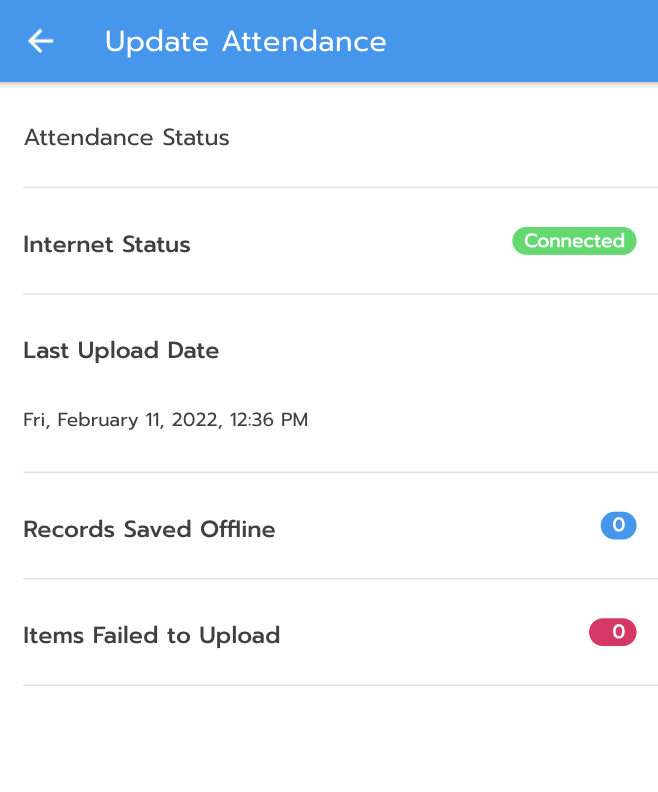 Update Attendance
Attendance Status
Internet Status Connected
Last Upload Date
Fri, February 11, 2022, 12:36 PM
Records Saved Offline 0
Items Failed to Upload 0